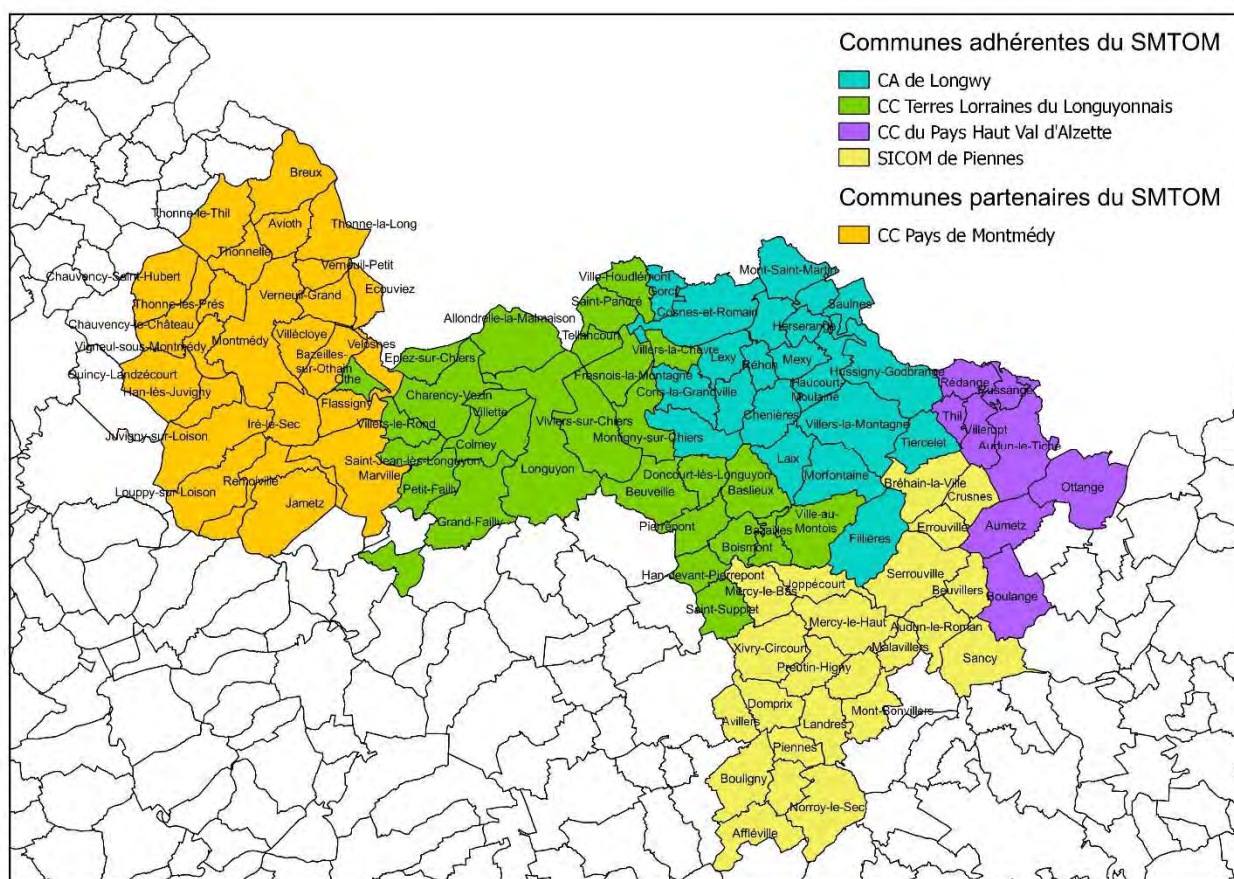 Communes adhérentes du SMTOM
CA de Longwy
CC Terres Lorraines du Longuyonnais
CC du Pays Haut Val d'Alzette
SICOM de Piennes
Communes partenaires du SMTOM
CC Pays de Montmédy
Breux
Thonne-le-Thil
Avioth
Thonne-la-Long
Thonnelle
Verneuil-Petit
Chauvency-Saint-Hubert
Ecouviez
Verneuil-Grand
Thonne-les-Prés
Chauvency-le-Château
Villécloye
Montmédy
Velosnes
Vigneul-sous-Montmédy
Bazeilles-
sur-Othain
Quincy-Landzécourt
Othe
Han-lès-Juvigny
Flassigny
Iré-le-Sec
Juvigny-sur-Loison
Villers-le-Rond
Marville
Remoiville
Louppy-sur-Loison
Jametz
Ville-Houdlémont
Gorcy
Saint-Pancré
Allondrelle-la-Malmaison
Tellancourt
Villers-la-Chèvre
Epiez-sur-Chiers
Fresnois-la-Montagne
Charency-Vezin
Villette
Viviers-sur-Chiers
Colmey
Montigny-sur-Chiers
Saint-Jean-lès-Longuyon
Longuyon
Doncourt-lès-Longuyon
Petit-Failly
Beuveille
Baslieux
Grand-Failly
Pierrepont
Ville-au-
Montois
Bazailles
Boismont
Han-devant-Pierrepont
Saint-Supplet
Mont-Saint-Martin
Saulnes
Cosnes-et-Romain
Herserange
Lexy
Réhon
Mexy
Hussigny-Godbrange
Haucourt-
Moulaine
Cons-la-Grandville
Chenières
Villers-la-Montagne
Tiercelet
Laix
Morfontaine
Fillières
Rédange
Russange
Thil
Villerupt
Audun-le-Tiche
Ottange
Aumetz
Boulange
Bréhain-la-Ville
Crusnes
Errouville
Serrouville
Joppécourt
Mercy-le-Bas
Beuvillers
Mercy-le-Haut
Audun-le-Roman
Xivry-Circourt
Malavillers
Sancy
Preutin-Higny
Domprix
Mont-Bonvillers
Avillers
Landres
Piennes
Bouligny
Norroy-le-Sec
Affléville